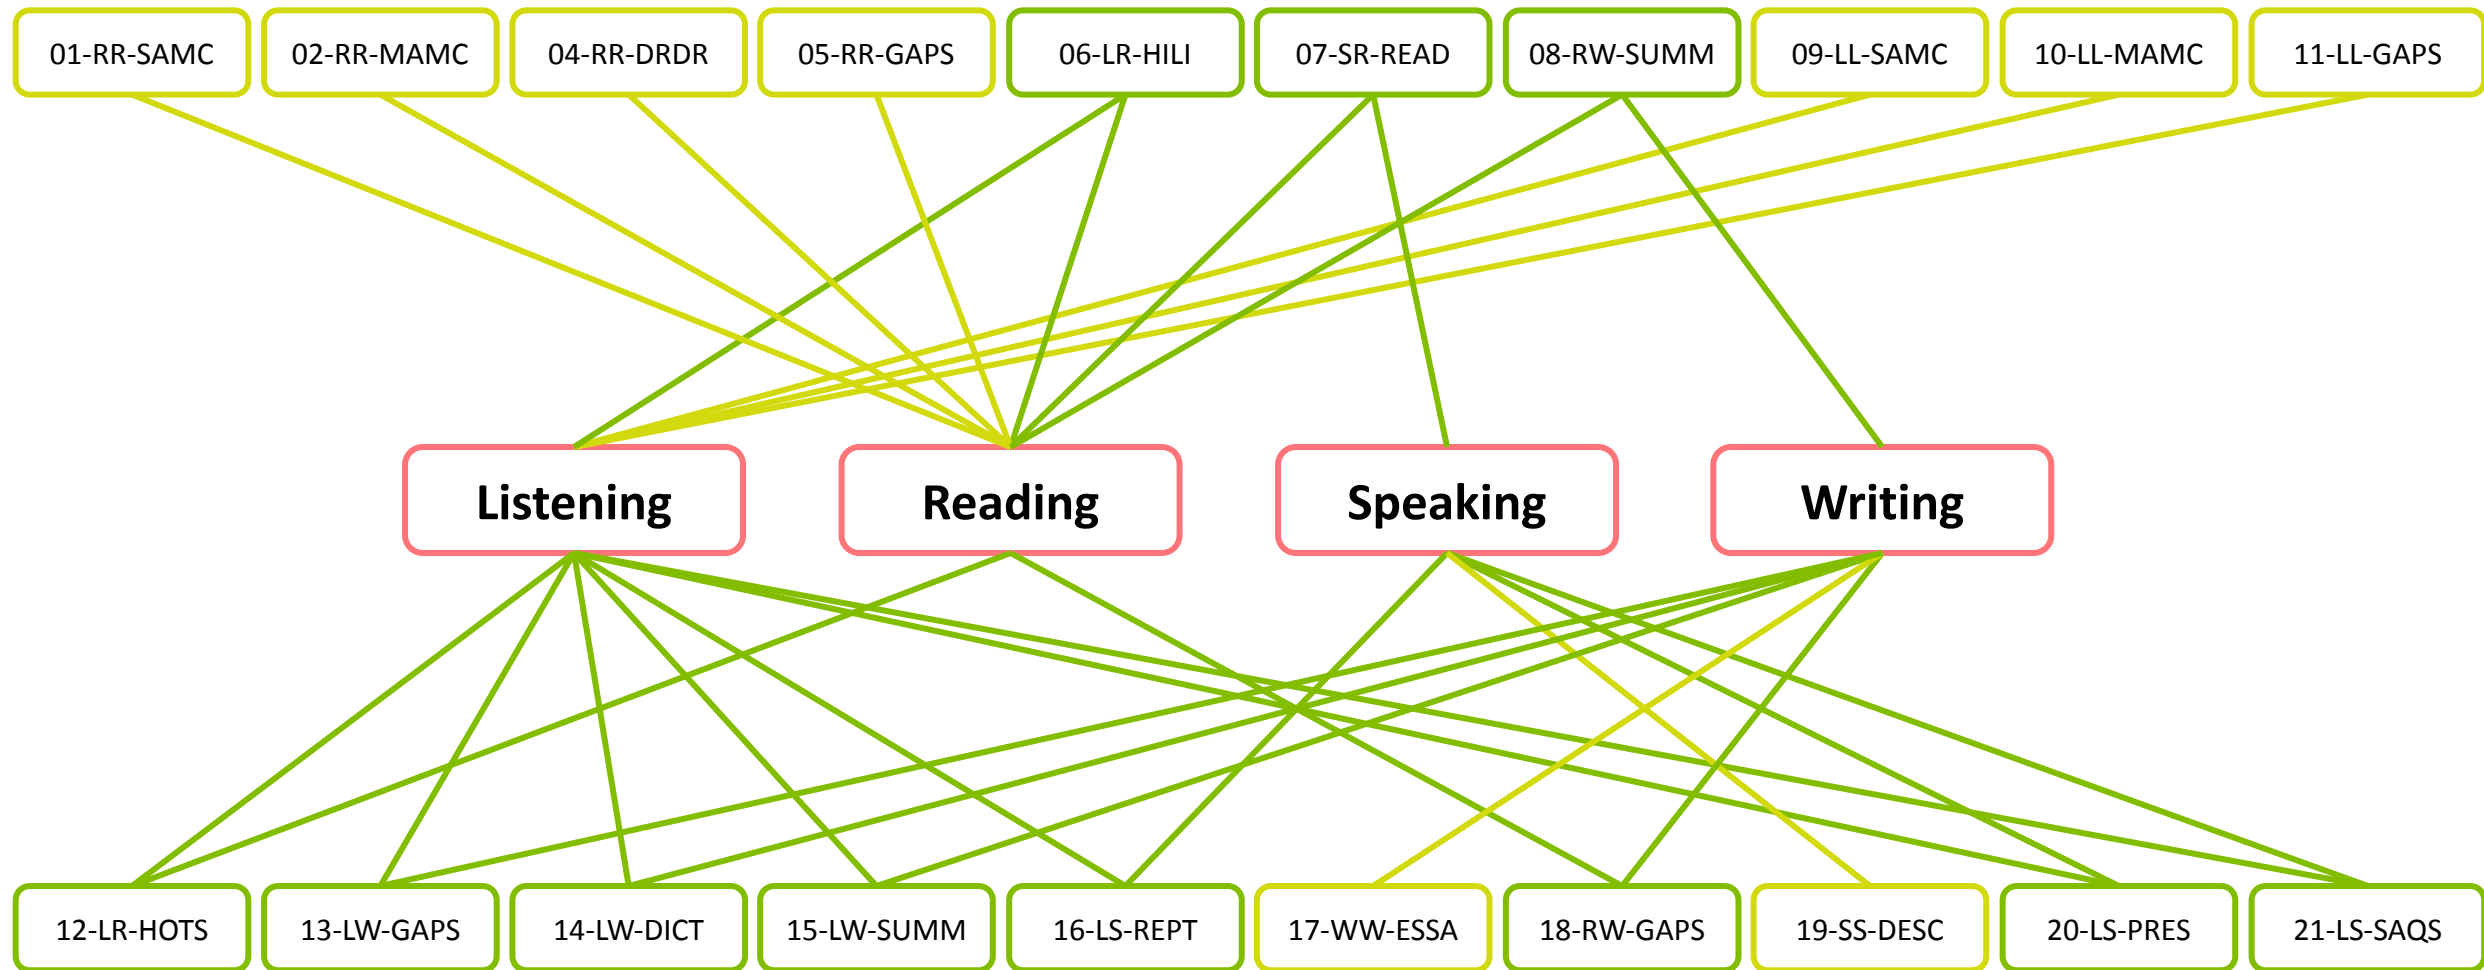 01-RR-SAMC
02-RR-MAMC
04-RR-DRDR
05-RR-GAPS
06-LR-HILI
07-SR-READ
08-RW-SUMM
09-LL-SAMC
10-LL-MAMC
11-LL-GAPS
Listening
Reading
Speaking
Writing
12-LR-HOTS
13-LW-GAPS
14-LW-DICT
15-LW-SUMM
16-LS-REPT
17-WW-ESSA
18-RW-GAPS
19-SS-DESC
20-LS-PRES
21-LS-SAQS